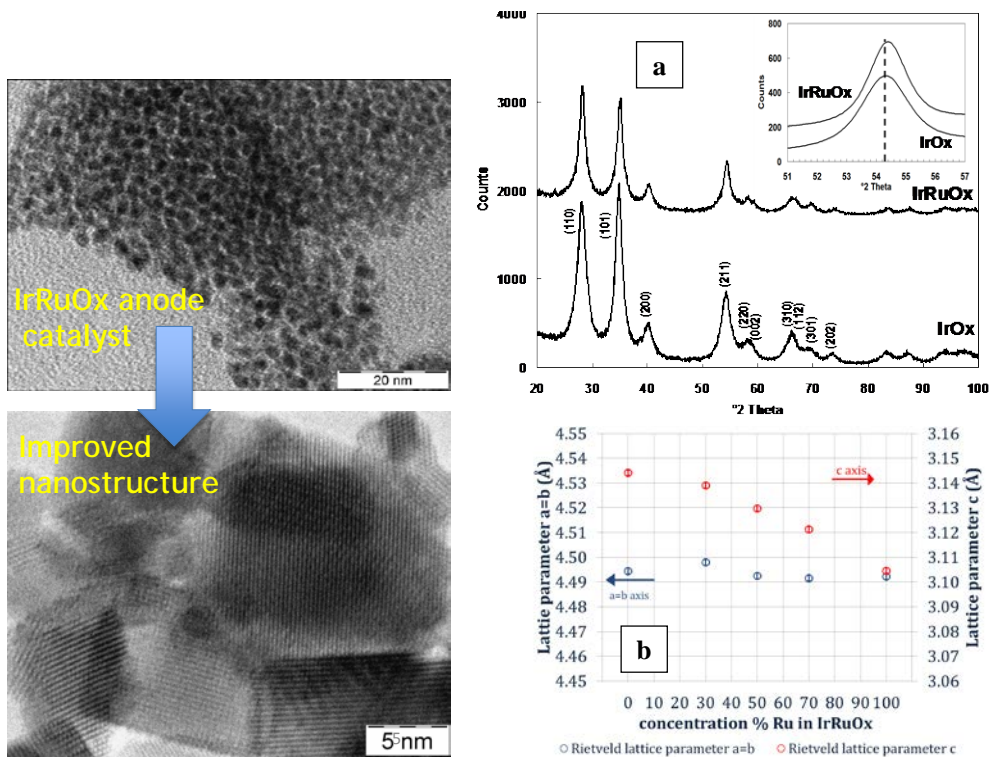 IrRuOx anode
catalyst
20 nm
Improved
nanostructure
5 nm
5
a
4000
3000
2000
1000
0
Counts
20 30 40 50 60 70 80 90 100
°2 Theta
(110)
(101)
(200)
(211)
(220)
(002)
(310)
(112)
(301)
(202)
IrRuOx
IrOx
800
600
400
200
0
Counts
IrRuOx
IrOx
51 52 53 54 55 56 57
°2 Theta
4.55
4.54
4.53
4.52
4.51
4.50
4.49
4.48
4.47
4.46
4.45
Lattie parameter a=b (Å)
c axis
a=b axis
b
3.16
3.15
3.14
3.13
3.12
3.11
3.10
3.09
3.08
3.07
3.06
Lattice parameter c (Å)
0 10 20 30 40 50 60 70 80 90 100
concentration % Ru in IrRuOx
Rietveld lattice parameter a=b Rietveld lattice parameter c